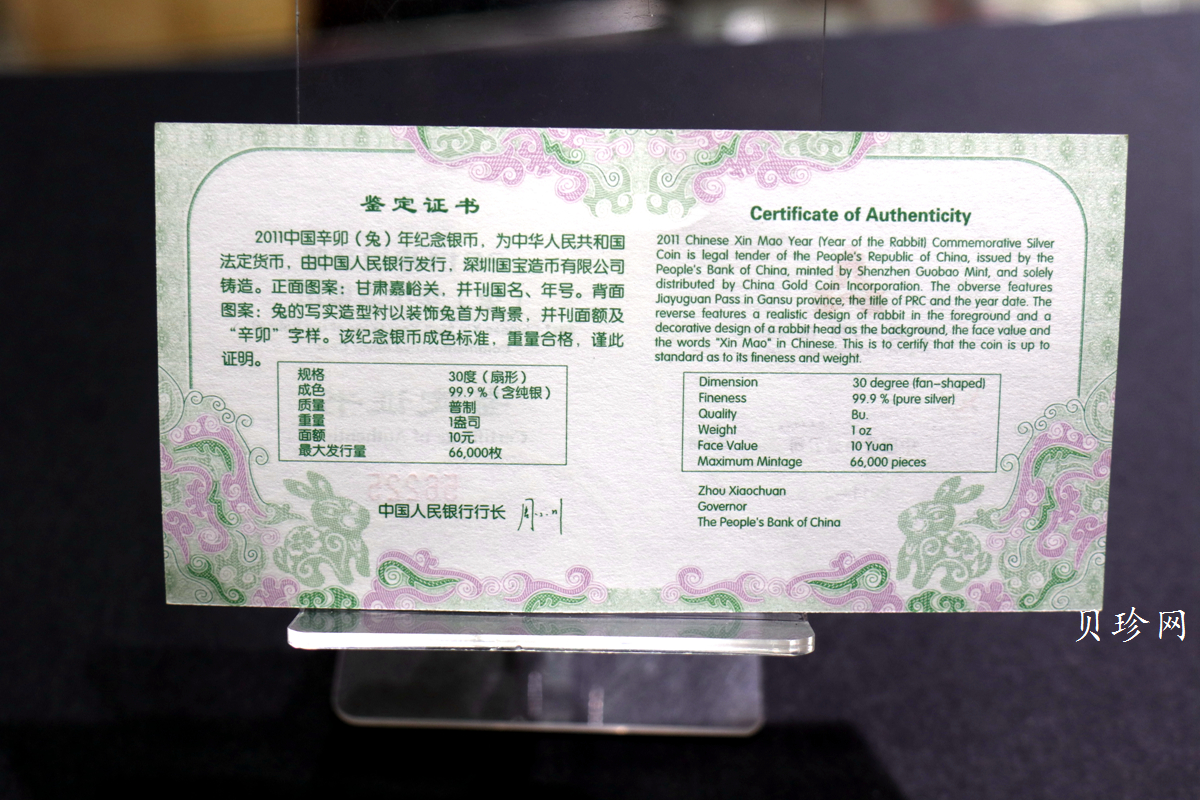 鉴定证书
2011中国辛卯（兔）年纪念银币，为中华人民共和国
法定货币，由中国人民银行发行，深圳国宝造币有限公司
铸造。正面图案：甘肃嘉峪关，并刊国名、年号。背面
图案：兔的写实造型衬以装饰兔首为背景，并刊面额及
“辛卯”字样。该纪念银币成色标准，重量合格，谨此
证明。
规格 30度（扇形）
成色 99.9％（含纯银）
质量 普制
重量 1盎司
面额 10元
最大发行量 66,000枚
中国人民银行行长
Certificate of Authenticity
2011 Chinese Xin Mao Year (Year of the Rabbit) Commemorative Silver
Coin is legal tender of the People's Republic of China, issued by the
People's Bank of China, minted by Shenzhen Guobao Mint, and solely
distributed by China Gold Coin Incorporation. The obverse features
Jiayuguan Pass in Gansu province, the title of PRC and the year date. The
reverse features a realistic design of rabbit in the foreground and a
decorative design of a rabbit head as the background, the face value and
the words "Xin Mao" in Chinese. This is to certify that the coin is up to
standard as to its fineness and weight.
Dimension 30 degree (fan-shaped)
Fineness 99.9 % (pure silver)
Quality Bu.
Weight 1 oz
Face Value 10 Yuan
Maximum Mintage 66,000 pieces
Zhou Xiaochuan
Governor
The People's Bank of China
贝珍网